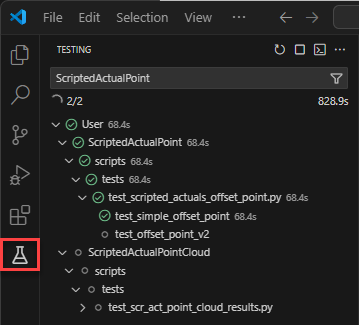 File Edit Selection View
TESTING
ScriptedActualPoint
2/2 828.9s
User 68.4s
ScriptedActualPoint 68.4s
scripts 68.4s
tests 68.4s
test_scripted_actuals_offset_point.py 68.4s
test_simple_offset_point 68.4s
test_offset_point_v2
ScriptedActualPointCloud
scripts
tests
test_scr_act_point_cloud_results.py